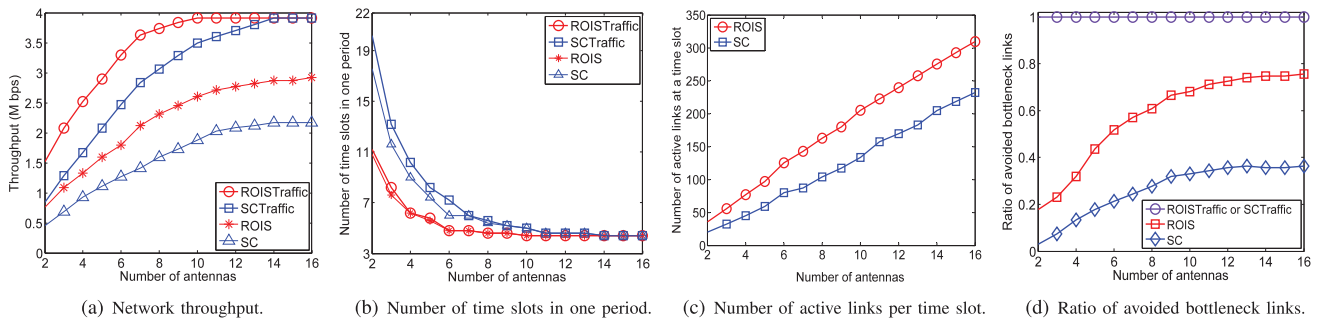 4
3.5
3
2.5
2
1.5
1
0.5
0
2 4 6 8 10 12 14 16
Throughput (M bps)
Number of antennas
ROISTraffic
SCTraffic
ROIS
SC
(a) Network throughput.
22
19
15
11
7
3
2 4 6 8 10 12 14 16
Number of time slots in one period
Number of antennas
ROISTraffic
SCTraffic
ROIS
SC
(b) Number of time slots in one period.
350
300
250
200
150
100
50
0
2 4 6 8 10 12 14 16
Number of active links at a time slot
Number of antennas
ROIS
SC
(c) Number of active links per time slot.
1
0.8
0.6
0.4
0.2
0
2 4 6 8 10 12 14 16
Ratio of avoided bottleneck links
Number of antennas
ROISTraffic or SCTraffic
ROIS
SC
(d) Ratio of avoided bottleneck links.